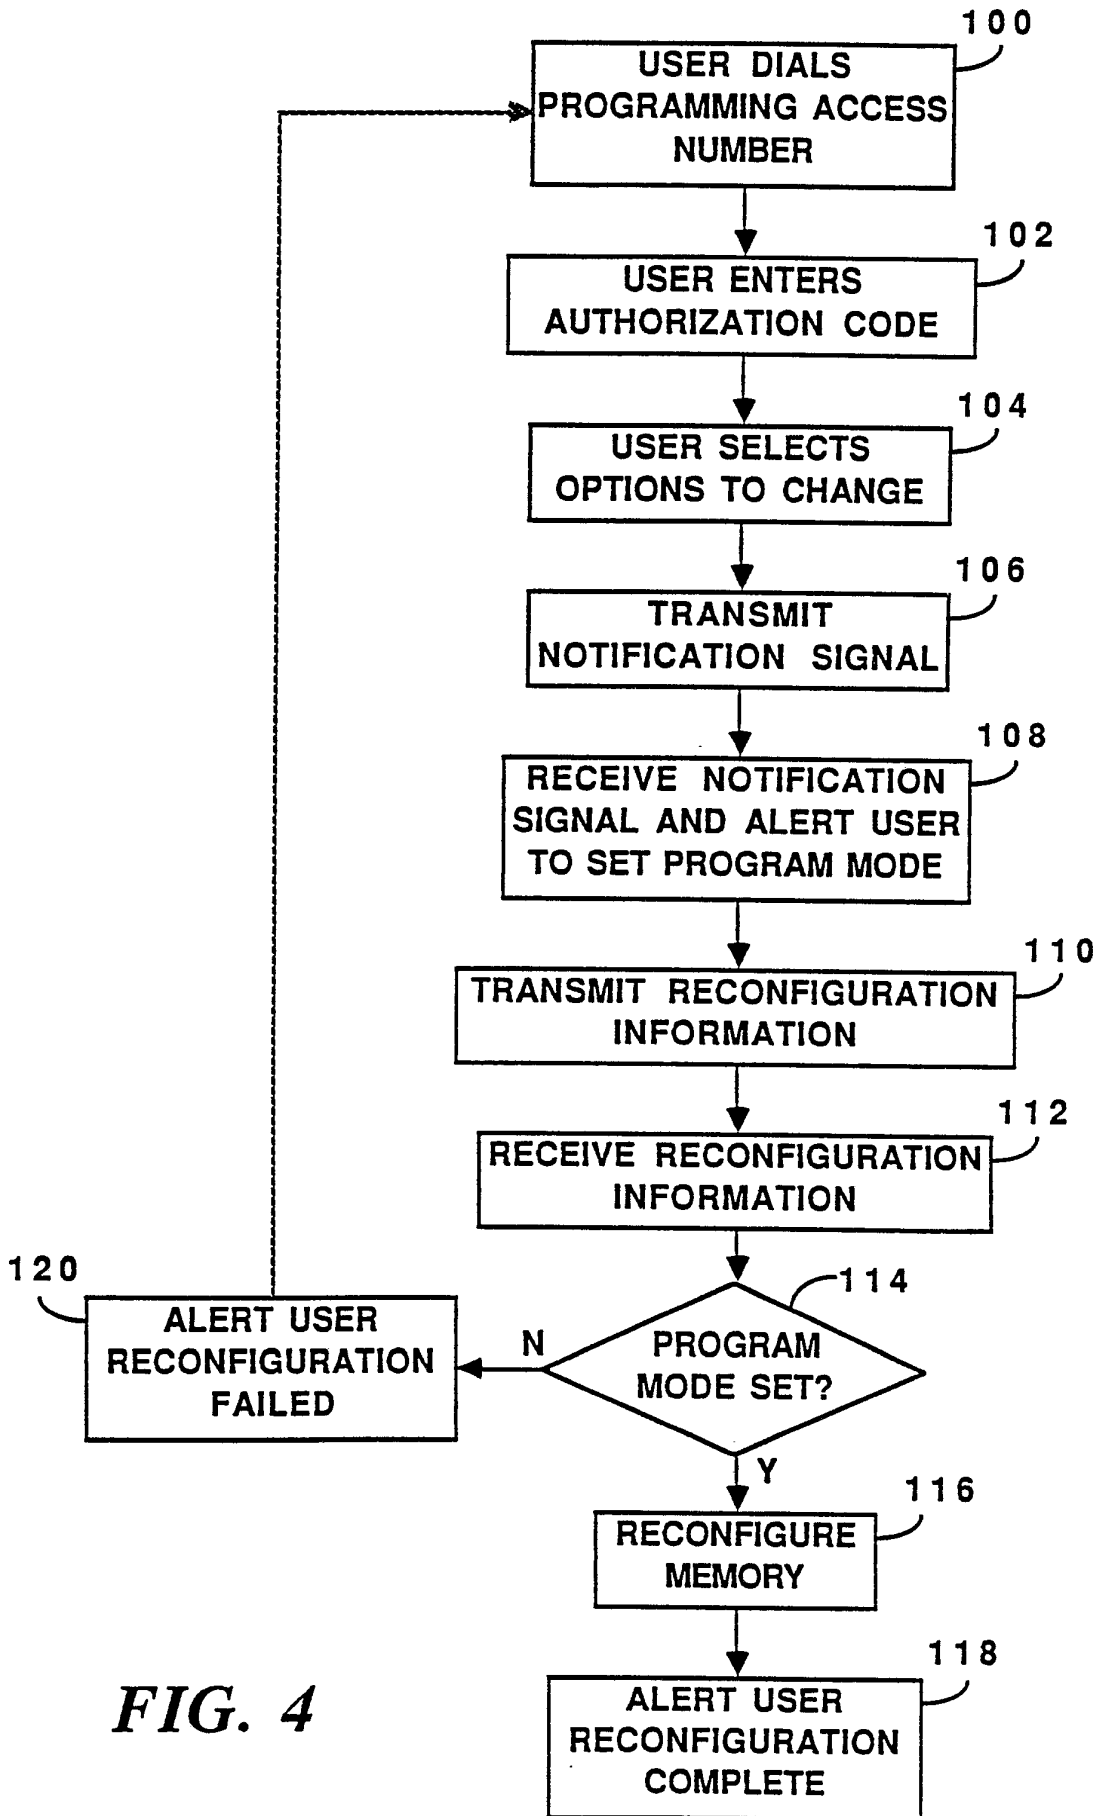 100
USER DIALS
PROGRAMMING ACCESS
NUMBER
102
USER ENTERS
AUTHORIZATION CODE
104
USER SELECTS
OPTIONS TO CHANGE
106
TRANSMIT
NOTIFICATION SIGNAL
108
RECEIVE NOTIFICATION
SIGNAL AND ALERT USER
TO SET PROGRAM MODE
110
TRANSMIT RECONFIGURATION
INFORMATION
112
RECEIVE RECONFIGURATION
INFORMATION
114
PROGRAM
MODE SET?
N
120
ALERT USER
RECONFIGURATION
FAILED
Y
116
RECONFIGURE
MEMORY
118
ALERT USER
RECONFIGURATION
COMPLETE
FIG. 4